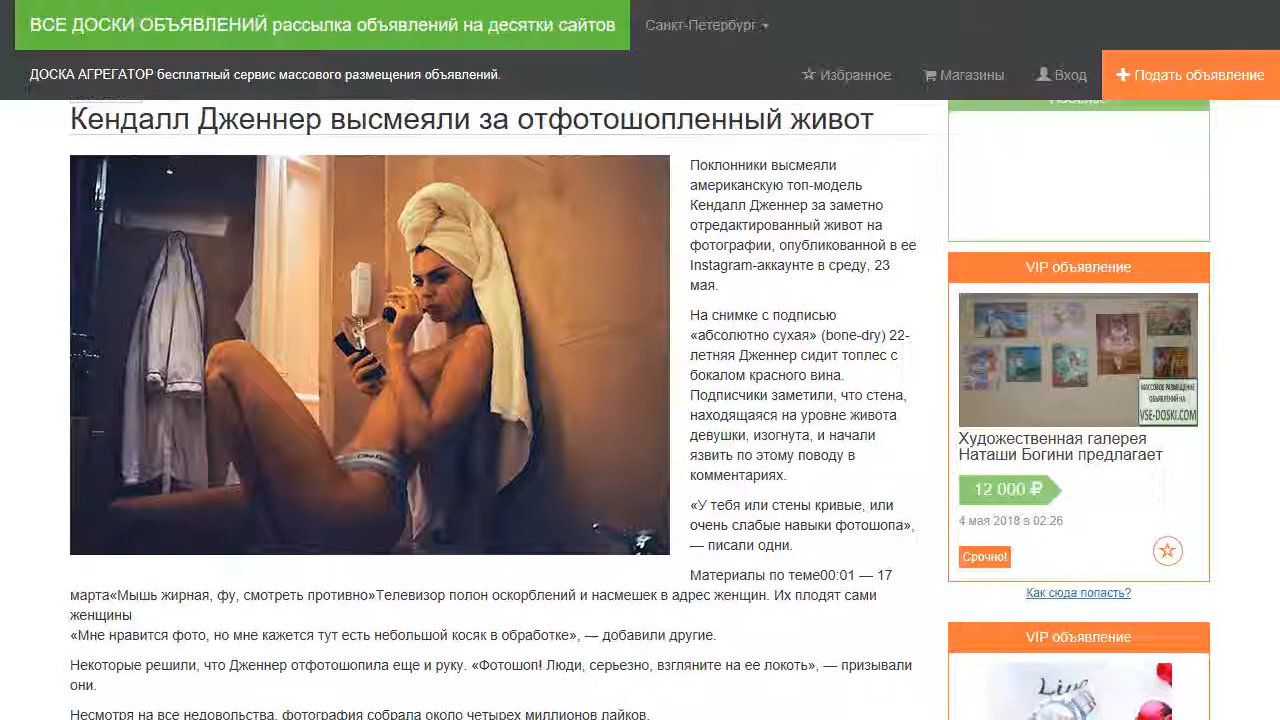 ВСЕ ДОСКИ ОБЪЯВЛЕНИЙ рассылка объявлений на десятки сайтов
Санкт-Петербург
ДОСКА АГРЕГАТОР бесплатный сервис массового размещения объявлений.
Избранное
Магазины
Вход
Подать объявление
Кендалл Дженнер высмеяли за отфотошопленный живот
Поклонники высмеяли
американскую топ-модель
Кендалл Дженнер за заметно
отредактированный живот на
фотографии, опубликованной в ее
Instagram-аккаунте в среду, 23
мая.
На снимке с подписью
«абсолютно сухая» (bone-dry) 22-
летняя Дженнер сидит топлес с
бокалом красного вина.
Подписчики заметили, что стена,
находящаяся на уровне живота
девушки, изогнута, и начали
язвить по этому поводу в
комментариях.
«У тебя или стены кривые, или
очень слабые навыки фотошопа»,
— писали одни.
Материалы по теме00:01 — 17
марта«Мышь жирная, фу, смотреть противно»Телевизор полон оскорблений и насмешек в адрес женщин. Их плодят сами
женщины
«Мне нравится фото, но мне кажется тут есть небольшой косяк в обработке», — добавили другие.
Некоторые решили, что Дженнер отфотошопила еще и руку. «Фотошоп! Люди, серьезно, взгляните на ее локоть», — призывали
они.
Несмотря на все недовольства, фотография собрала около четырех миллионов лайков.
VIP объявление
МАССОВОЕ РАЗМЕЩЕНИЕ
ОБЪЯВЛЕНИЙ НА
VSE-DOSKI.COM
Художественная галерея
Наташи Богини предлагает
12 000 ₽
4 мая 2018 в 02:26
Срочно!
Как сюда попасть?
VIP объявление